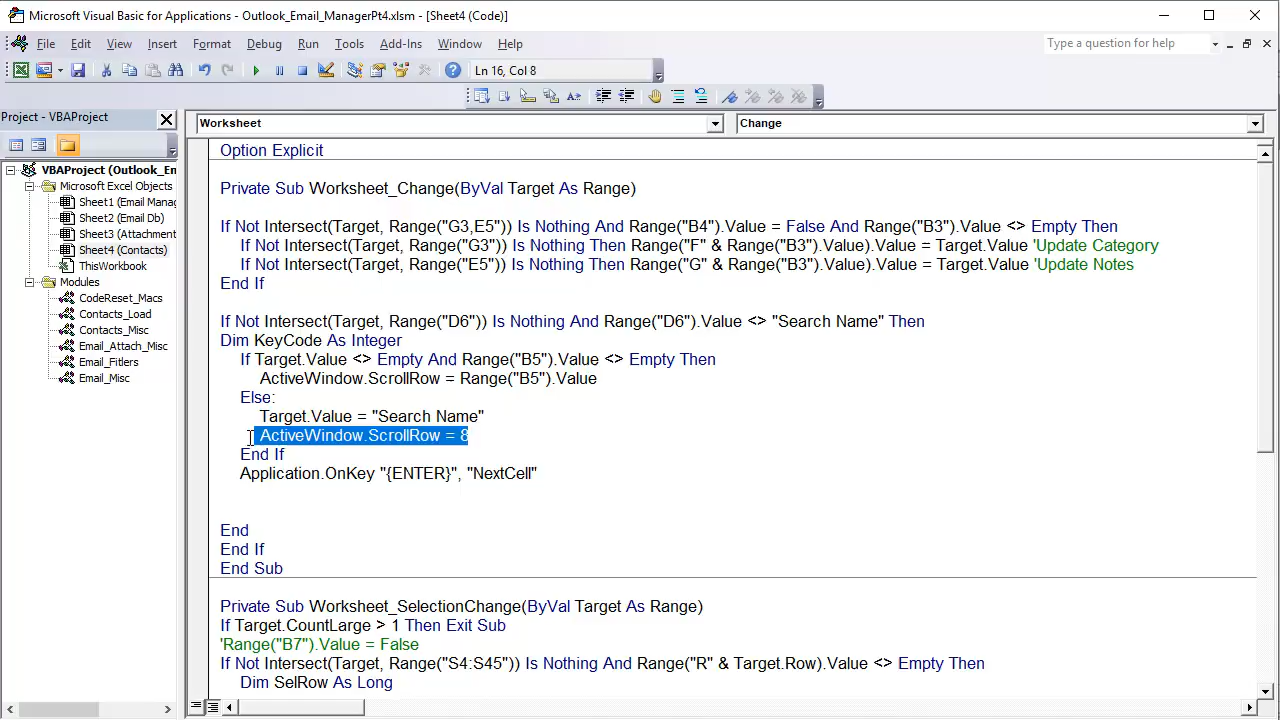 Microsoft Visual Basic for Applications - Outlook_Email_ManagerPt4.xlsm - [Sheet4 (Code)]
File Edit View Insert Format Debug Run Tools Add-Ins Window Help
Type a question for help
Ln 16, Col 8
Project - VBAProject
Worksheet
Change
VBAProject (Outlook_En
Microsoft Excel Objects
Sheet1 (Email Manag
Sheet2 (Email Db)
Sheet3 (Attachment
Sheet4 (Contacts)
ThisWorkbook
Modules
CodeReset_Macs
Contacts_Load
Contacts_Misc
Email_Attach_Misc
Email_Fitlers
Email_Misc
Option Explicit
Private Sub Worksheet_Change(ByVal Target As Range)
If Not Intersect(Target, Range("G3,E5")) Is Nothing And Range("B4").Value = False And Range("B3").Value <> Empty Then
If Not Intersect(Target, Range("G3")) Is Nothing Then Range("F" & Range("B3").Value).Value = Target.Value 'Update Category
If Not Intersect(Target, Range("E5")) Is Nothing Then Range("G" & Range("B3").Value).Value = Target.Value 'Update Notes
End If
If Not Intersect(Target, Range("D6")) Is Nothing And Range("D6").Value <> "Search Name" Then
Dim KeyCode As Integer
If Target.Value <> Empty And Range("B5").Value <> Empty Then
ActiveWindow.ScrollRow = Range("B5").Value
Else:
Target.Value = "Search Name"
ActiveWindow.ScrollRow = 8
End If
Application.OnKey "{ENTER}", "NextCell"
End
End If
End Sub
Private Sub Worksheet_SelectionChange(ByVal Target As Range)
If Target.CountLarge > 1 Then Exit Sub
'Range("B7").Value = False
If Not Intersect(Target, Range("S4:S45")) Is Nothing And Range("R" & Target.Row).Value <> Empty Then
Dim SelRow As Long